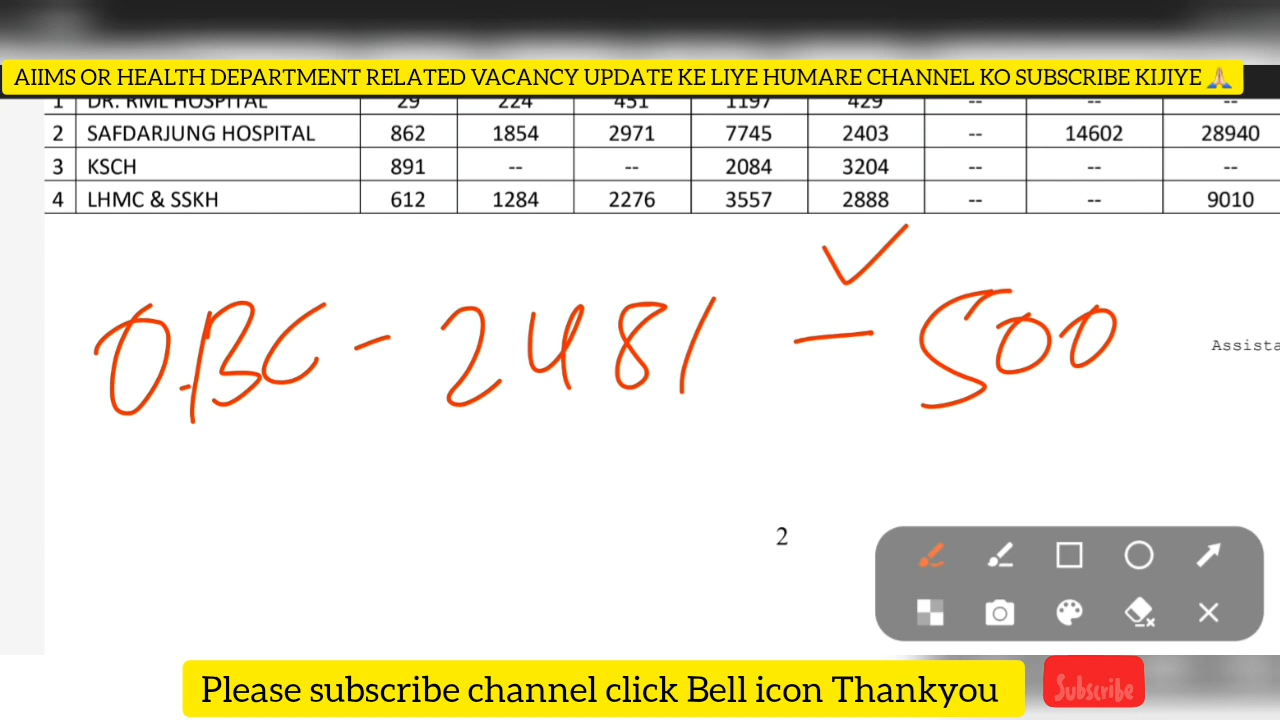 AIIMS OR HEALTH DEPARTMENT RELATED VACANCY UPDATE KE LIYE HUMARE CHANNEL KO SUBSCRIBE KIJIYE 🙏
1 DR. RML HOSPITAL 29 224 451 1197 429 -- -- --
2 SAFDARJUNG HOSPITAL 862 1854 2971 7745 2403 -- 14602 28940
3 KSCH 891 -- -- 2084 3204 -- -- --
4 LHMC & SSKH 612 1284 2276 3557 2888 -- -- 9010
OBC - 2481 - 500
Assista
2
Please subscribe channel click Bell icon Thankyou
Subscribe